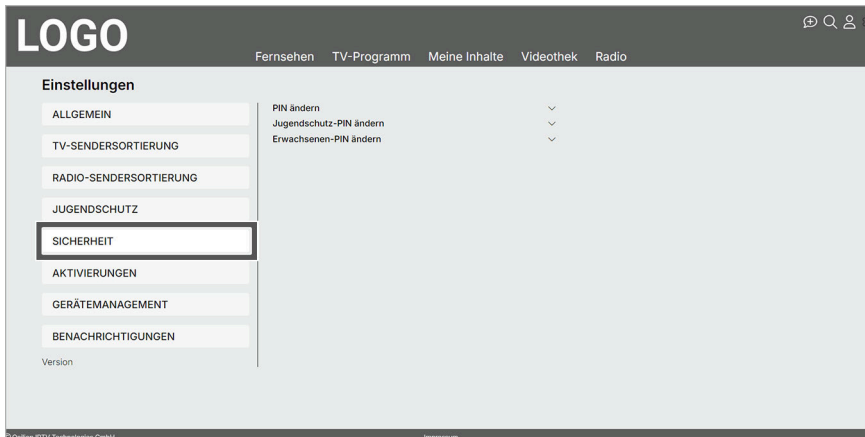 LOGO
Fernsehen TV-Programm Meine Inhalte Videothek Radio
Einstellungen
ALLGEMEIN
TV-SENDERSORTIERUNG
RADIO-SENDERSORTIERUNG
JUGENDSCHUTZ
SICHERHEIT
AKTIVIERUNGEN
GERÄTEMANAGEMENT
BENACHRICHTIGUNGEN
Version
PIN ändern
Jugendschutz-PIN ändern
Erwachsenen-PIN ändern